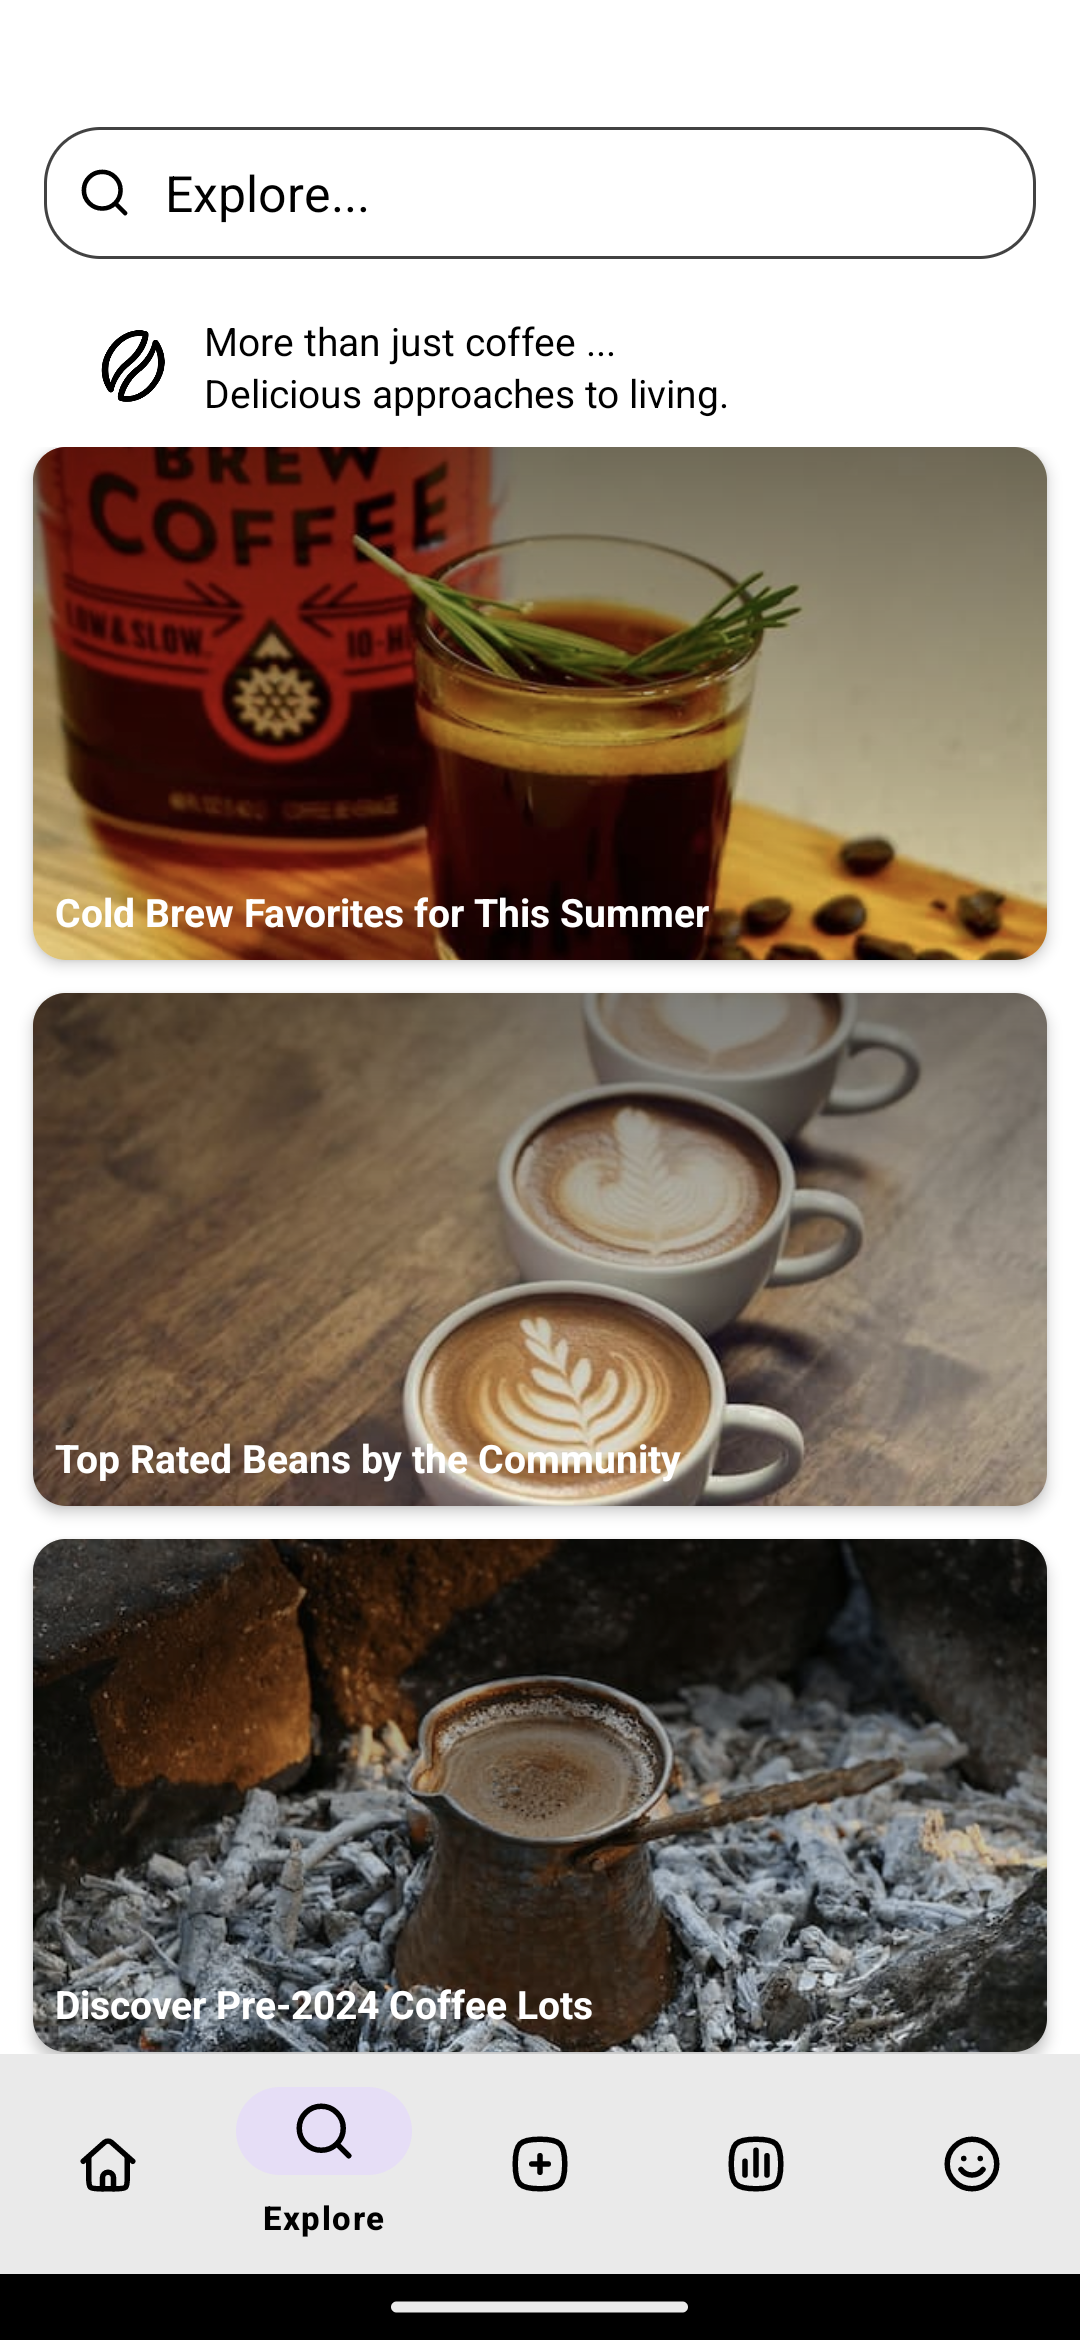 Explore...
More than just coffee ...
Delicious approaches to living.
BREW
COFFEE
LOW & SLOW
Cold Brew Favorites for This Summer
Top Rated Beans by the Community
Discover Pre-2024 Coffee Lots
Explore